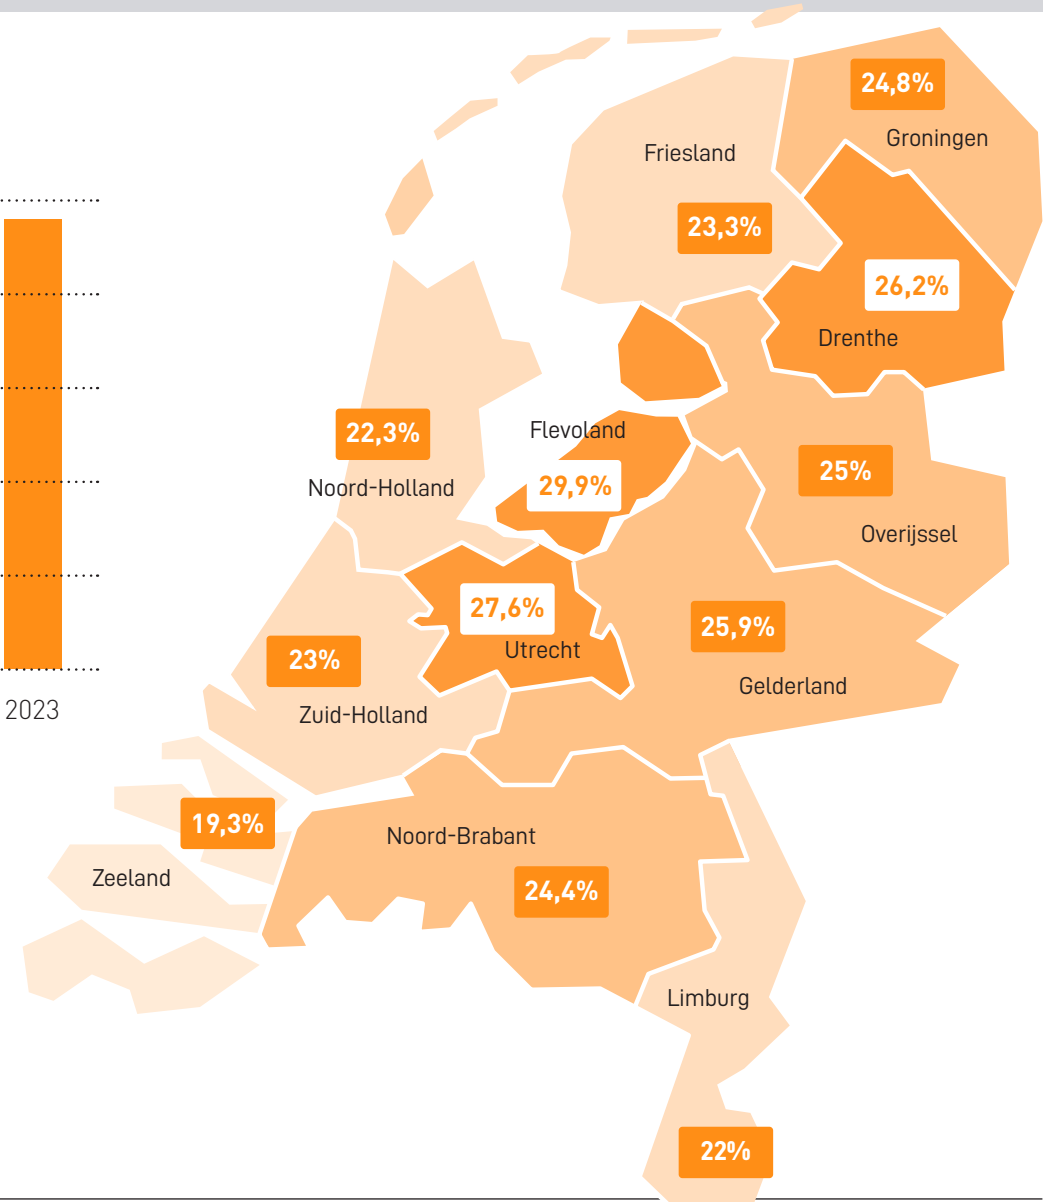 24,8%
Groningen
Friesland
23,3%
26,2%
Drenthe
22,3%
Noord-Holland
Flevoland
29,9%
25%
Overijssel
27,6%
Utrecht
25,9%
Gelderland
23%
Zuid-Holland
2023
19,3%
Zeeland
Noord-Brabant
24,4%
Limburg
22%